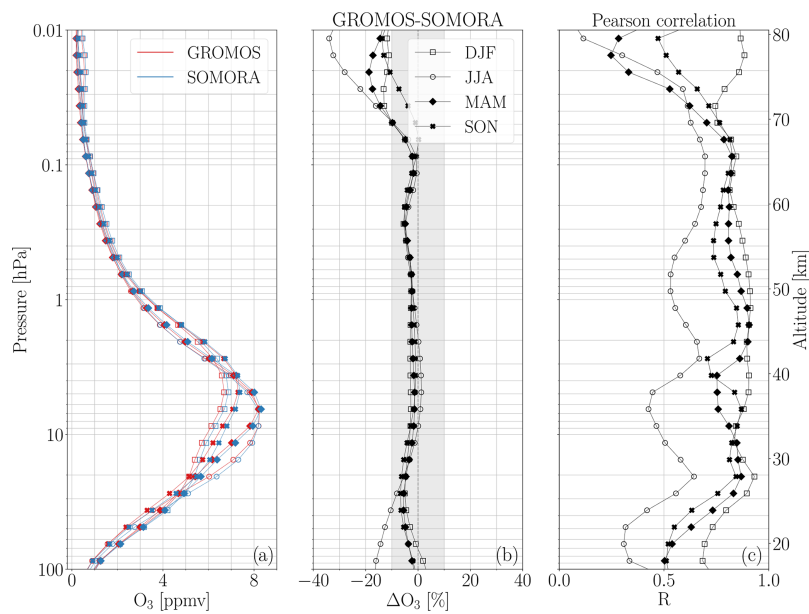 GROMOS-SOMORA
Pearson correlation
0.01
0.1
1
10
100
Pressure [hPa]
GROMOS
SOMORA
(a)
0
4
8
O₃ [ppmv]
DJF
JJA
MAM
SON
(b)
−40
−20
0
20
40
ΔO₃ [%]
(c)
0.0
0.5
1.0
R
80
70
60
50
40
30
20
Altitude [km]